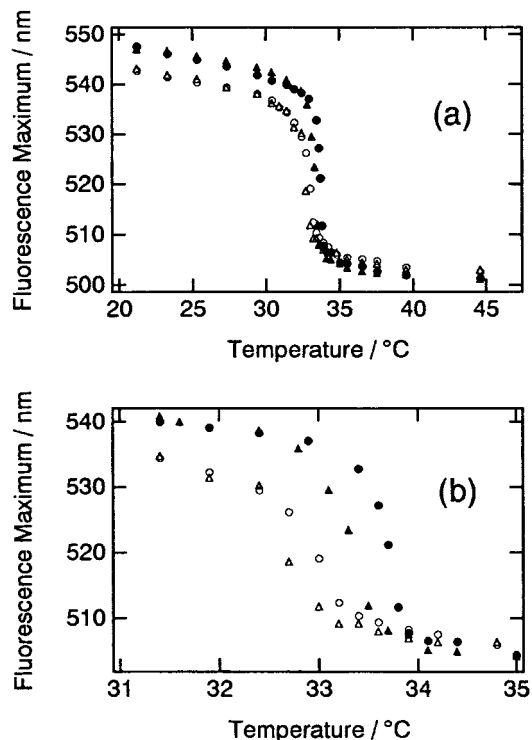 550
540
530
520
510
500
Fluorescence Maximum / nm
(a)
20 25 30 35 40 45
Temperature / °C
540
530
520
510
Fluorescence Maximum / nm
(b)
31 32 33 34 35
Temperature / °C